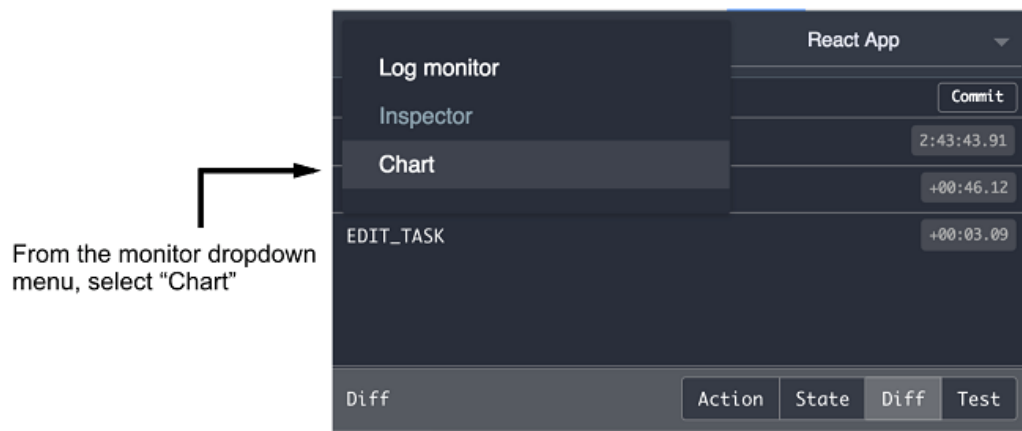 React App
Log monitor
Commit
Inspector
2:43:43.91
Chart
+00:46.12
EDIT_TASK
+00:03.09
From the monitor dropdown
menu, select “Chart”
Diff
Action
State
Diff
Test